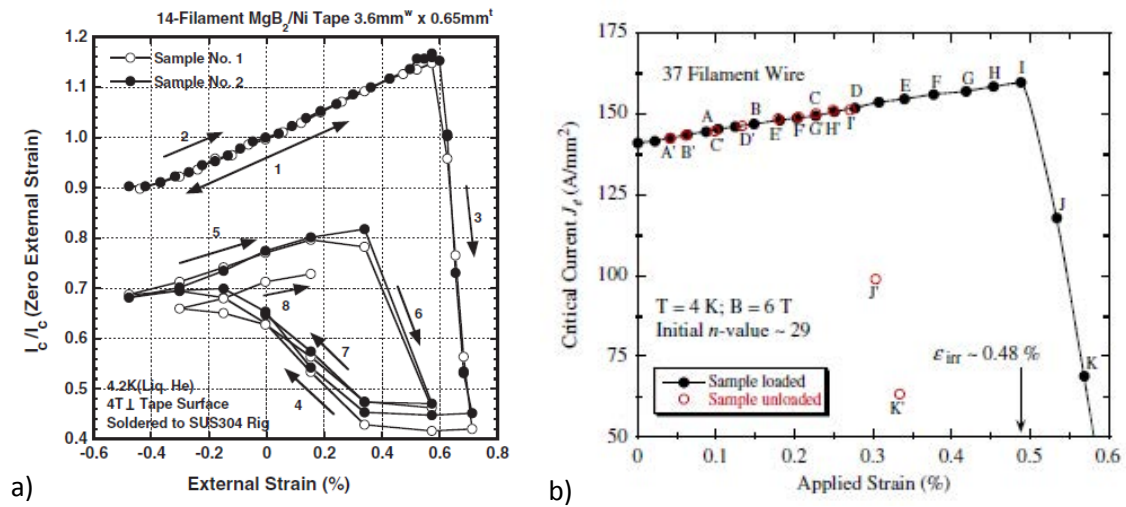 14-Filament MgB2/Ni Tape 3.6mmʷ x 0.65mmᵗ
Ic/Ic (Zero External Strain)
1.2
1.1
1.0
0.9
0.8
0.7
0.6
0.5
0.4
Sample No. 1
Sample No. 2
2
1
3
5
8
6
7
4
4.2K(Liq. He)
4T⊥ Tape Surface
Soldered to SUS304 Rig
-0.6 -0.4 -0.2 0 0.2 0.4 0.6 0.8
External Strain (%)
a)
Critical Current Je (A/mm²)
175
150
125
100
75
50
37 Filament Wire
A B C D E F G H I
A' B' C' D' E' F' G' H' I'
J
J'
K
K'
T = 4 K; B = 6 T
Initial n-value ~ 29
εirr ~ 0.48 %
Sample loaded
Sample unloaded
0 0.1 0.2 0.3 0.4 0.5 0.6
Applied Strain (%)
b)